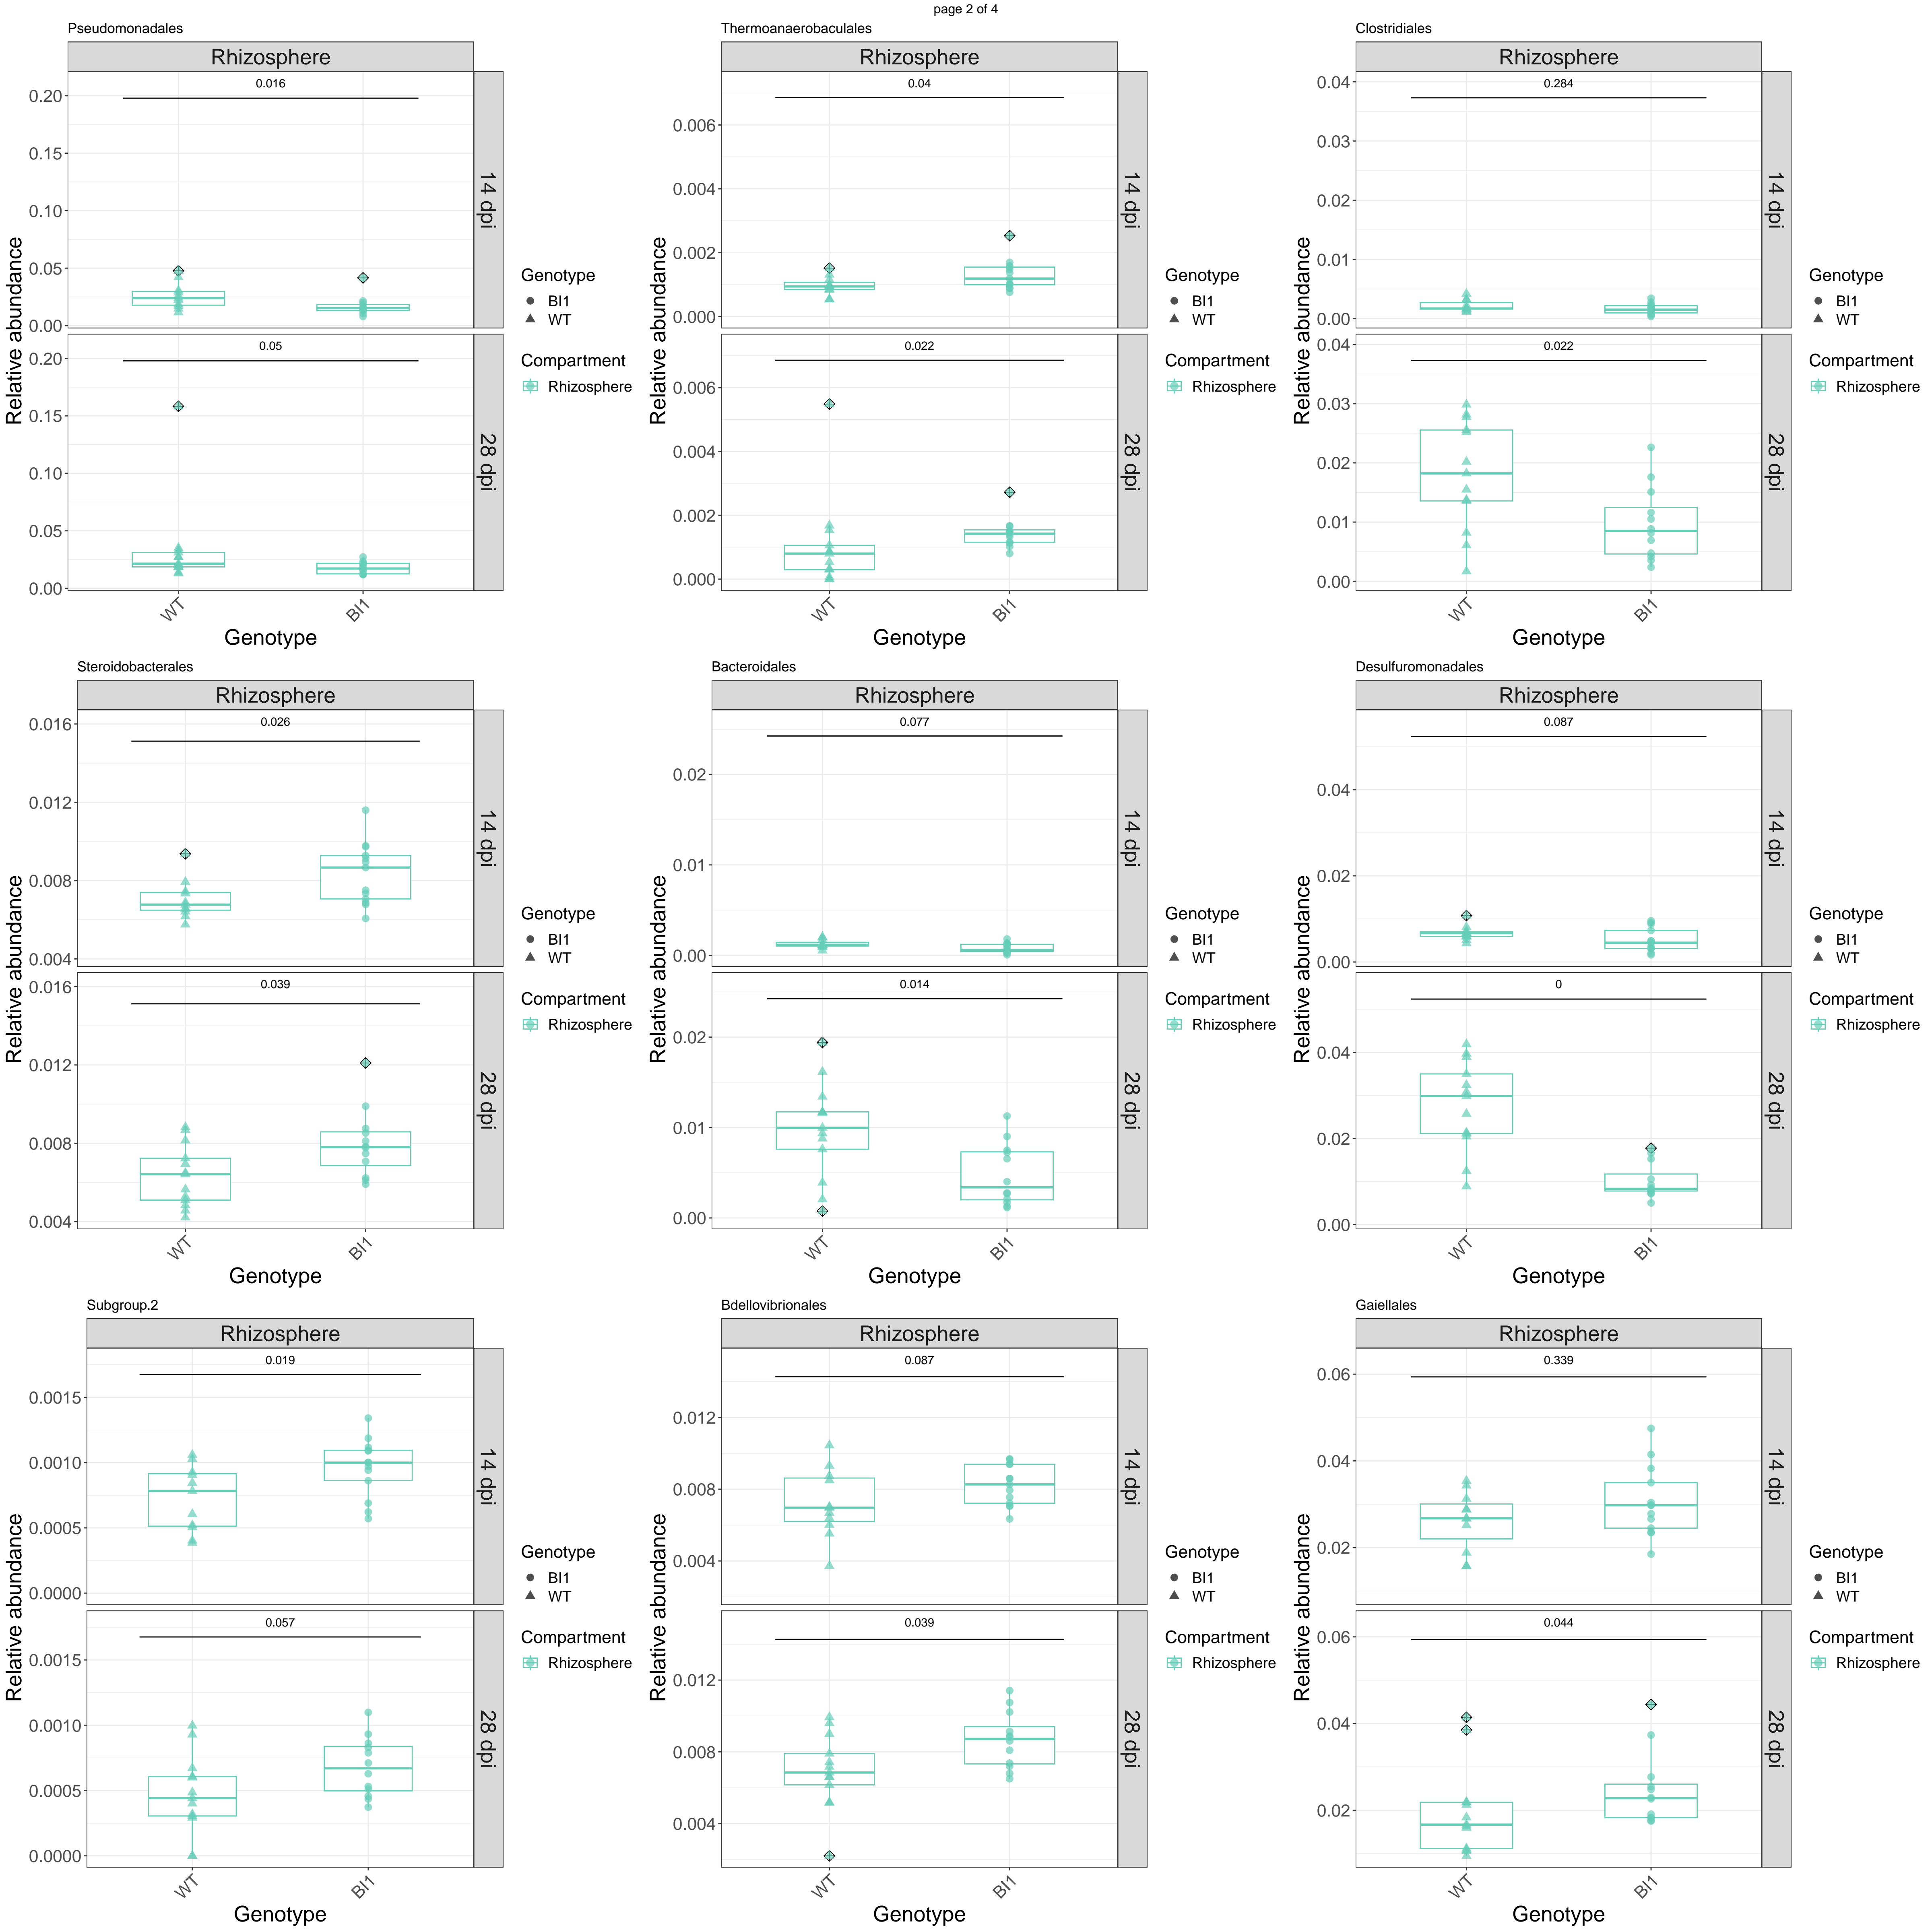 page 2 of 4
Pseudomonadales
Rhizosphere
0.016
0.20
0.15
0.10
0.05
0.00
14 dpi
0.05
0.20
0.15
0.10
0.05
0.00
28 dpi
Relative abundance
WT
BI1
Genotype
Genotype
BI1
WT
Compartment
Rhizosphere
Thermoanaerobaculales
Rhizosphere
0.04
0.006
0.004
0.002
0.000
14 dpi
0.022
0.006
0.004
0.002
0.000
28 dpi
Relative abundance
WT
BI1
Genotype
Genotype
BI1
WT
Compartment
Rhizosphere
Clostridiales
Rhizosphere
0.284
0.04
0.03
0.02
0.01
0.00
14 dpi
0.022
0.04
0.03
0.02
0.01
0.00
28 dpi
Relative abundance
WT
BI1
Genotype
Genotype
BI1
WT
Compartment
Rhizosphere
Steroidobacterales
Rhizosphere
0.026
0.016
0.012
0.008
0.004
14 dpi
0.039
0.016
0.012
0.008
0.004
28 dpi
Relative abundance
WT
BI1
Genotype
Genotype
BI1
WT
Compartment
Rhizosphere
Bacteroidales
Rhizosphere
0.077
0.02
0.01
0.00
14 dpi
0.014
0.02
0.01
0.00
28 dpi
Relative abundance
WT
BI1
Genotype
Genotype
BI1
WT
Compartment
Rhizosphere
Desulfuromonadales
Rhizosphere
0.087
0.04
0.02
0.00
14 dpi
0
0.04
0.02
0.00
28 dpi
Relative abundance
WT
BI1
Genotype
Genotype
BI1
WT
Compartment
Rhizosphere
Subgroup.2
Rhizosphere
0.019
0.0015
0.0010
0.0005
0.0000
14 dpi
0.057
0.0015
0.0010
0.0005
0.0000
28 dpi
Relative abundance
WT
BI1
Genotype
Genotype
BI1
WT
Compartment
Rhizosphere
Bdellovibrionales
Rhizosphere
0.087
0.012
0.008
0.004
14 dpi
0.039
0.012
0.008
0.004
28 dpi
Relative abundance
WT
BI1
Genotype
Genotype
BI1
WT
Compartment
Rhizosphere
Gaiellales
Rhizosphere
0.339
0.06
0.04
0.02
14 dpi
0.044
0.06
0.04
0.02
28 dpi
Relative abundance
WT
BI1
Genotype
Genotype
BI1
WT
Compartment
Rhizosphere